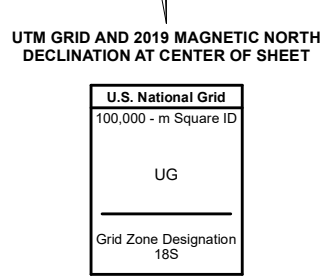 UTM GRID AND 2019 MAGNETIC NORTH
DECLINATION AT CENTER OF SHEET
U.S. National Grid
100,000 - m Square ID
UG
Grid Zone Designation
18S